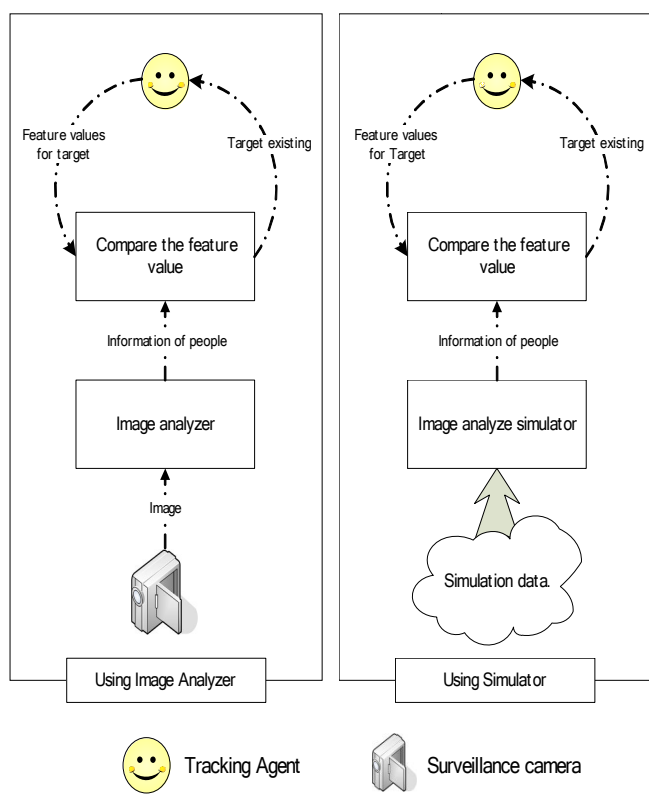 Feature values
for target
Target existing
Compare the feature
value
Information of people
Image analyzer
Image
Using Image Analyzer
Feature values
for Target
Target existing
Compare the feature
value
Information of people
Image analyze simulator
Simulation data.
Using Simulator
Tracking Agent
Surveillance camera